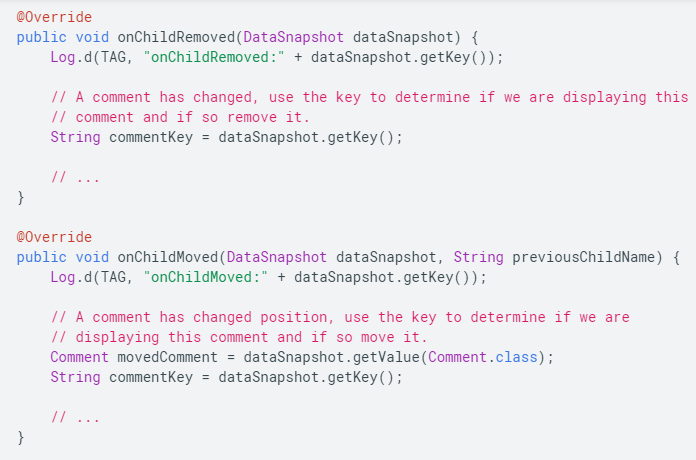 @Override
public void onChildRemoved(DataSnapshot dataSnapshot) {
    Log.d(TAG, "onChildRemoved:" + dataSnapshot.getKey());

    // A comment has changed, use the key to determine if we are displaying this
    // comment and if so remove it.
    String commentKey = dataSnapshot.getKey();

    // ...
}

@Override
public void onChildMoved(DataSnapshot dataSnapshot, String previousChildName) {
    Log.d(TAG, "onChildMoved:" + dataSnapshot.getKey());

    // A comment has changed position, use the key to determine if we are
    // displaying this comment and if so move it.
    Comment movedComment = dataSnapshot.getValue(Comment.class);
    String commentKey = dataSnapshot.getKey();

    // ...
}